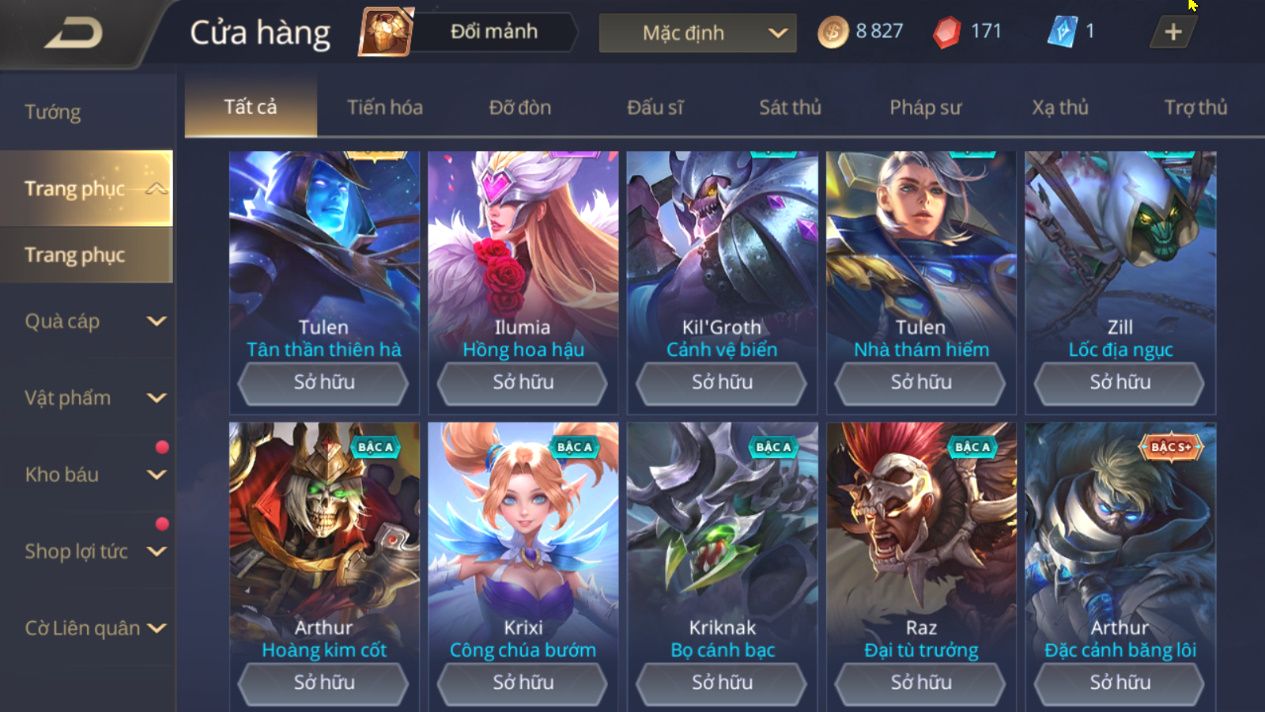 Cửa hàng
Đổi mảnh
Mặc định
8 827
171
1
Tướng
Trang phục
Trang phục
Quà cáp
Vật phẩm
Kho báu
Shop lợi tức
Cờ Liên quân
Tất cả
Tiến hóa
Đỡ đòn
Đấu sĩ
Sát thủ
Pháp sư
Xạ thủ
Trợ thủ
Tulen
Tân thần thiên hà
Sở hữu
Ilumia
Hồng hoa hậu
Sở hữu
Kil'Groth
Cảnh vệ biển
Sở hữu
Tulen
Nhà thám hiểm
Sở hữu
Zill
Lốc địa ngục
Sở hữu
BẬC A
Arthur
Hoàng kim cốt
Sở hữu
BẬC A
Krixi
Công chúa bướm
Sở hữu
BẬC A
Kriknak
Bọ cánh bạc
Sở hữu
BẬC A
Raz
Đại tù trưởng
Sở hữu
BẬC S+
Arthur
Đặc cảnh băng lôi
Sở hữu